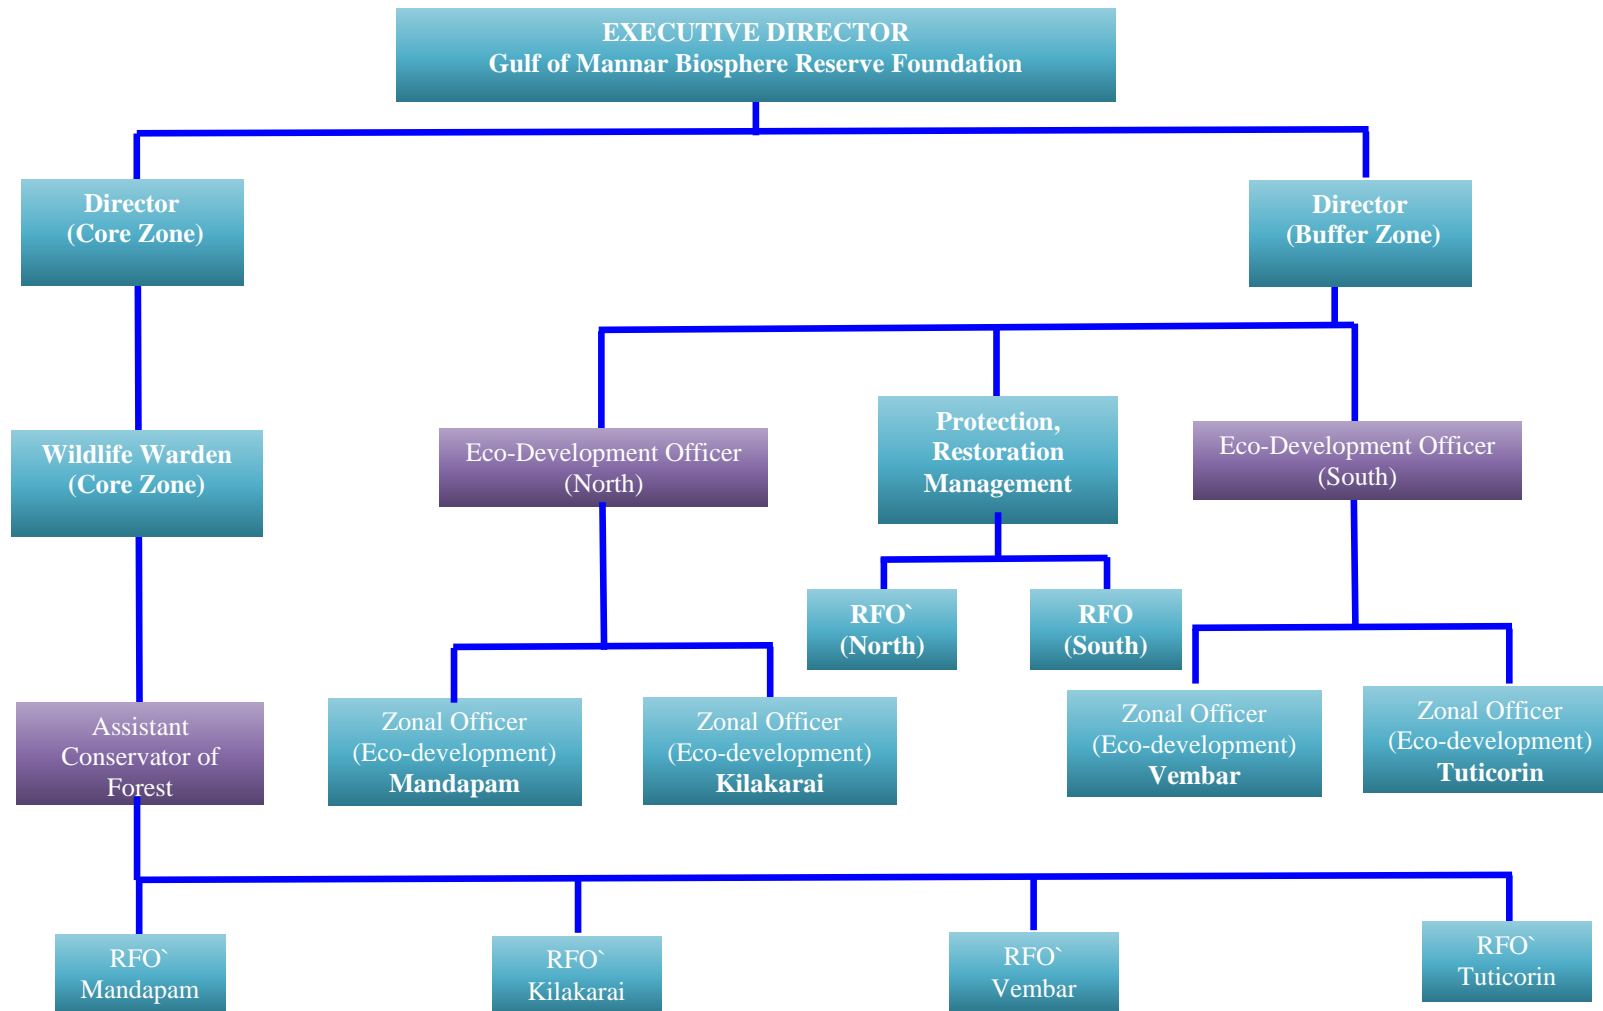 EXECUTIVE DIRECTOR
Gulf of Mannar Biosphere Reserve Foundation
Director
(Core Zone)
Director
(Buffer Zone)
Wildlife Warden
(Core Zone)
Eco-Development Officer
(North)
Protection,
Restoration
Management
Eco-Development Officer
(South)
RFO`
(North)
RFO
(South)
Assistant
Conservator of
Forest
Zonal Officer
(Eco-development)
Mandapam
Zonal Officer
(Eco-development)
Kilakarai
Zonal Officer
(Eco-development)
Vembar
Zonal Officer
(Eco-development)
Tuticorin
RFO`
Mandapam
RFO`
Kilakarai
RFO`
Vembar
RFO`
Tuticorin